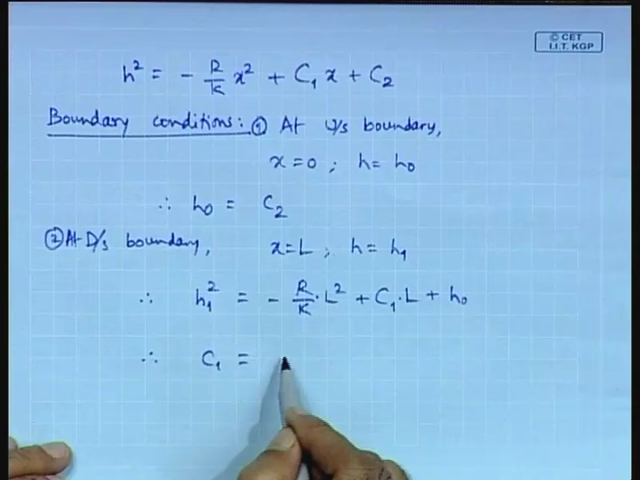 © CET
I.I.T. KGP
h² = - R/K x² + C₁ x + C₂
Boundary conditions: ① At U/s boundary,
x = 0 ; h = h₀
∴ h₀ = C₂
② At D/s boundary, x = L ; h = h₁
∴ h₁² = - R/K · L² + C₁ · L + h₀
∴ C₁ =